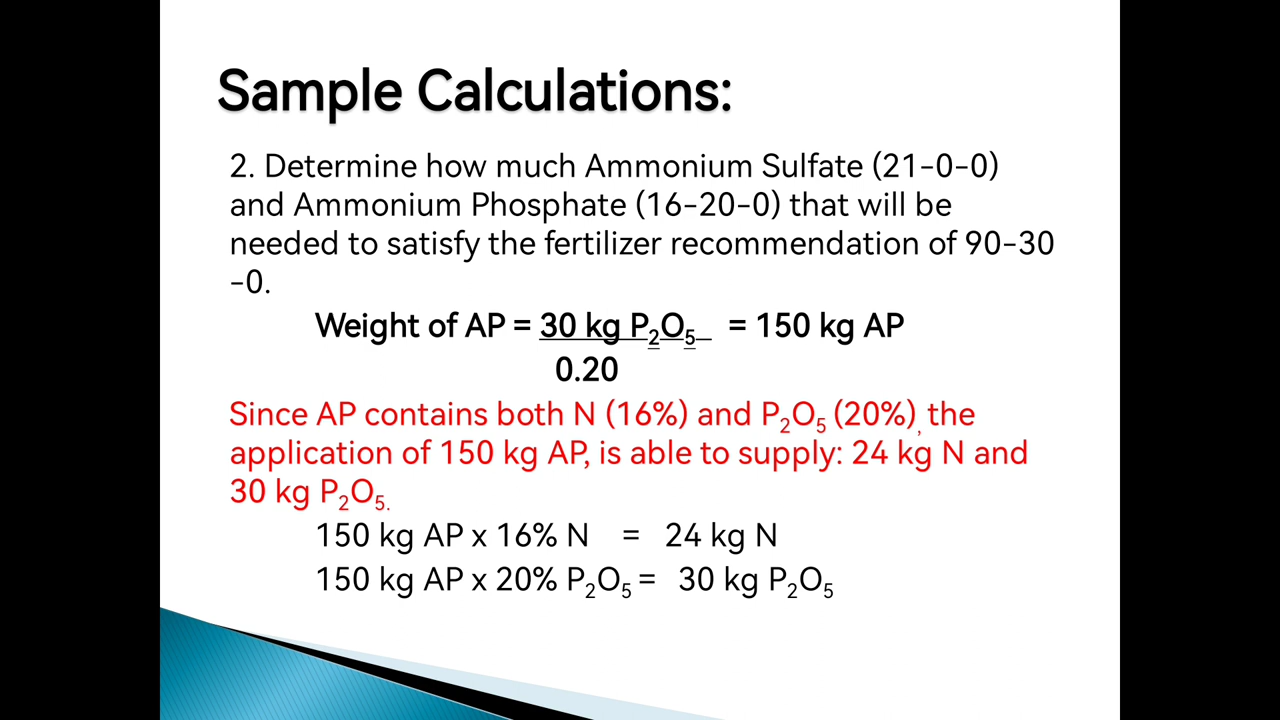 Sample Calculations:
2. Determine how much Ammonium Sulfate (21-0-0)
and Ammonium Phosphate (16-20-0) that will be
needed to satisfy the fertilizer recommendation of 90-30
-0.
Weight of AP = 30 kg P₂O₅ = 150 kg AP
0.20
Since AP contains both N (16%) and P₂O₅ (20%), the
application of 150 kg AP, is able to supply: 24 kg N and
30 kg P₂O₅.
150 kg AP x 16% N = 24 kg N
150 kg AP x 20% P₂O₅ = 30 kg P₂O₅